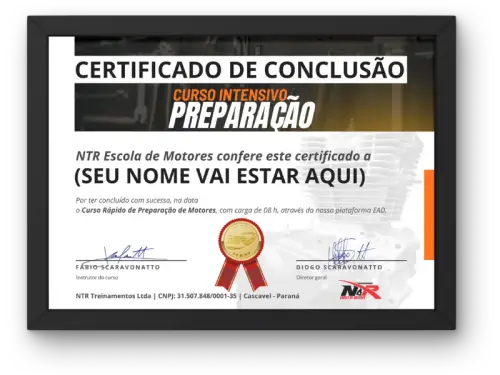 CERTIFICADO DE CONCLUSÃO
CURSO INTENSIVO
PREPARAÇÃO
NTR Escola de Motores confere este certificado a
(SEU NOME VAI ESTAR AQUI)
Por ter concluído com sucesso, na data
o Curso Rápido de Preparação de Motores, com carga de 08 h, através da nossa plataforma EAD.
FÁBIO SCARAVONATTO
Instrutor do curso
DIOGO SCARAVONATTO
Diretor geral
NTR Treinamentos Ltda | CNPJ: 31.507.848/0001-35 | Cascavel - Paraná
NTR